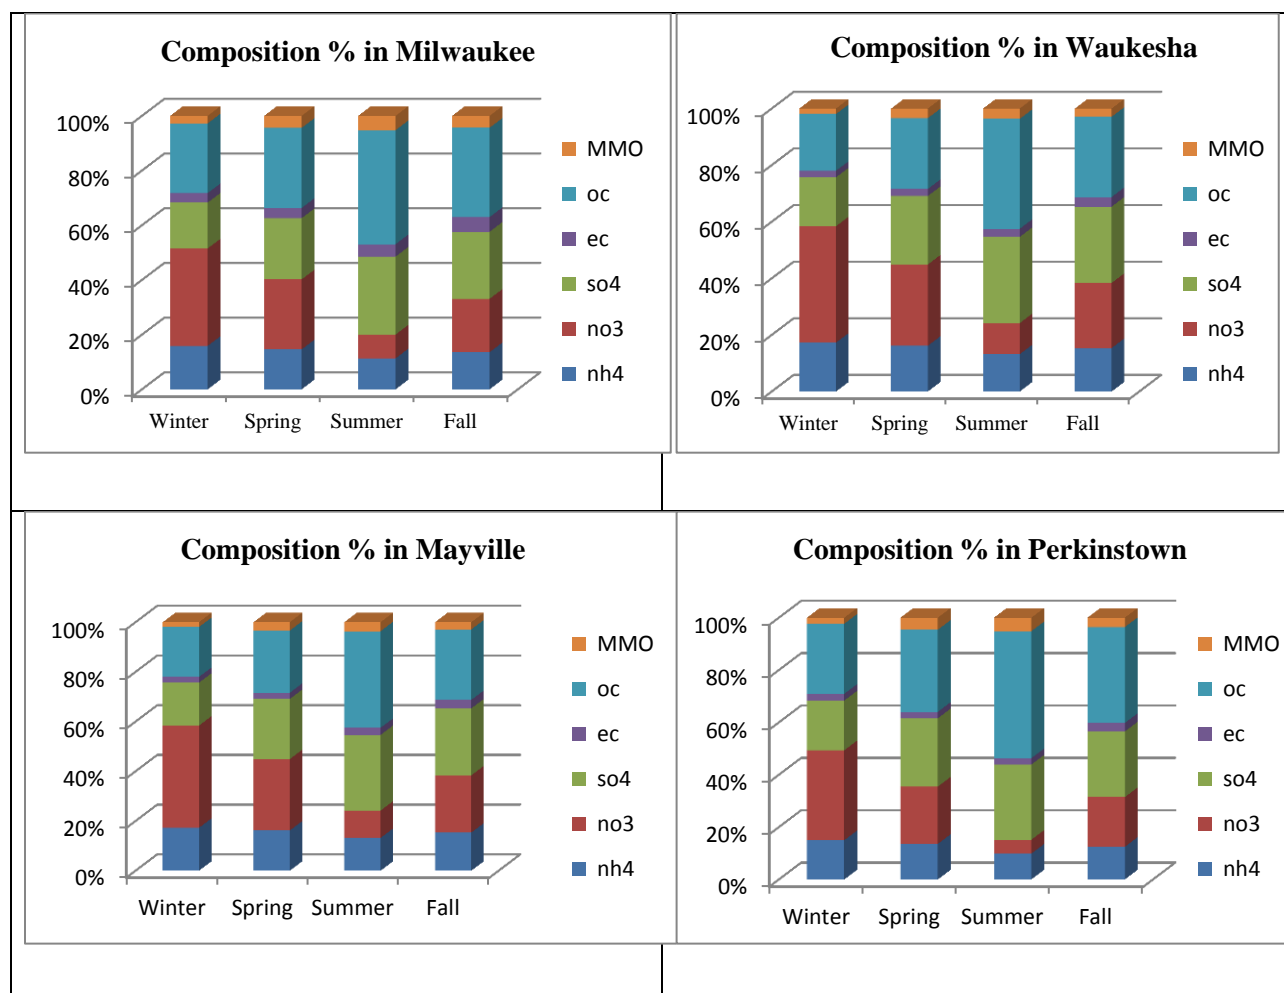 Composition % in Milwaukee
100%
80%
60%
40%
20%
0%
Winter Spring Summer Fall
MMO
oc
ec
so4
no3
nh4
Composition % in Waukesha
100%
80%
60%
40%
20%
0%
Winter Spring Summer Fall
MMO
oc
ec
so4
no3
nh4
Composition % in Mayville
100%
80%
60%
40%
20%
0%
Winter Spring Summer Fall
MMO
oc
ec
so4
no3
nh4
Composition % in Perkinstown
100%
80%
60%
40%
20%
0%
Winter Spring Summer Fall
MMO
oc
ec
so4
no3
nh4